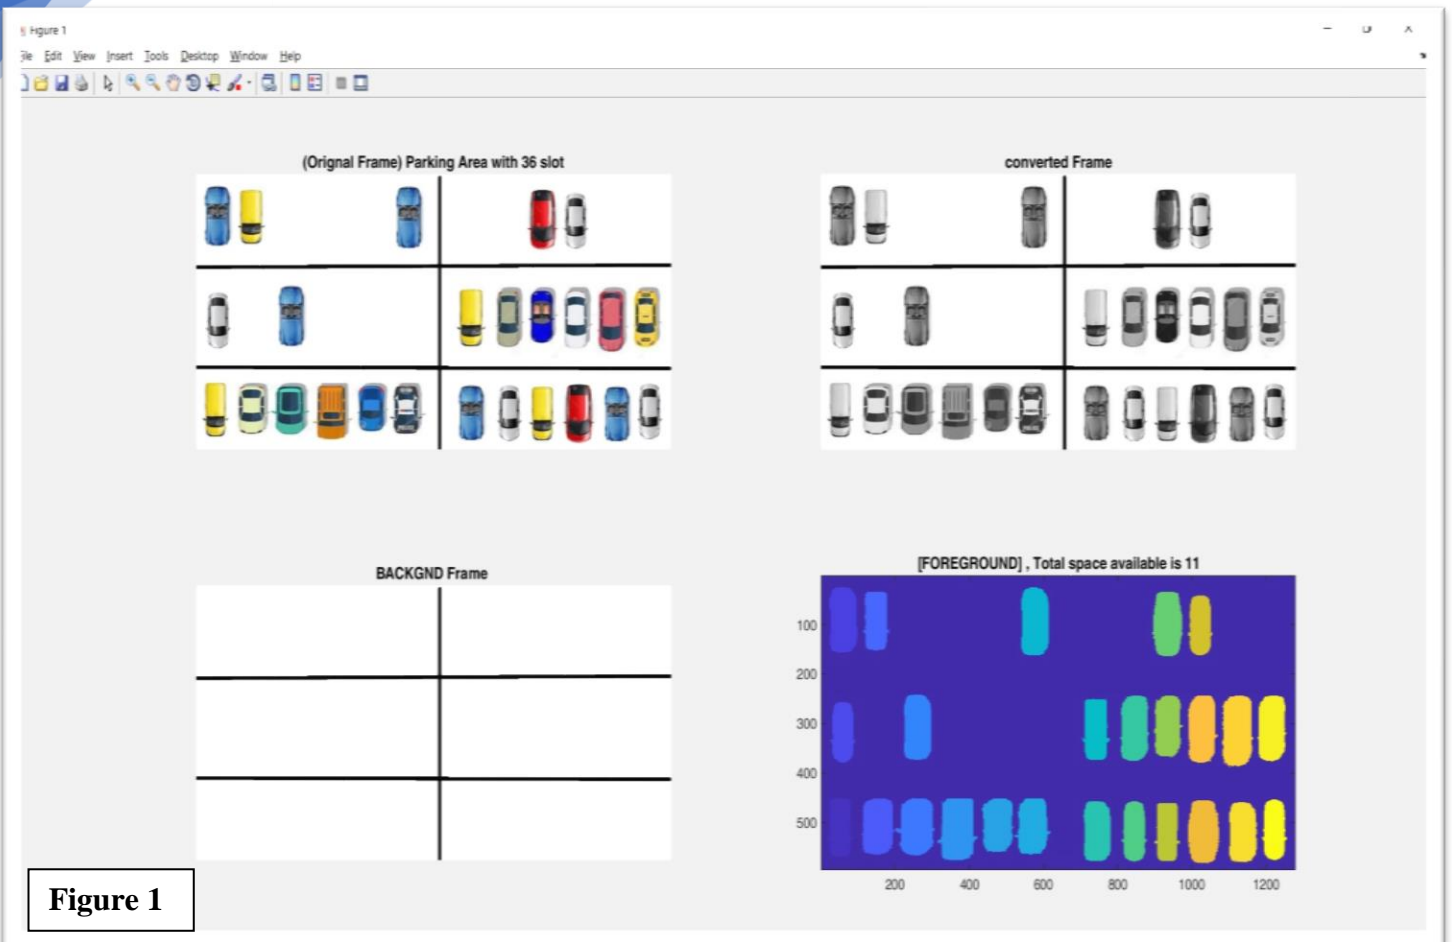 Figure 1
File Edit View Insert Tools Desktop Window Help
(Orignal Frame) Parking Area with 36 slot
converted Frame
BACKGND Frame
[FOREGROUND] , Total space available is 11
100
200
300
400
500
200 400 600 800 1000 1200
Figure 1